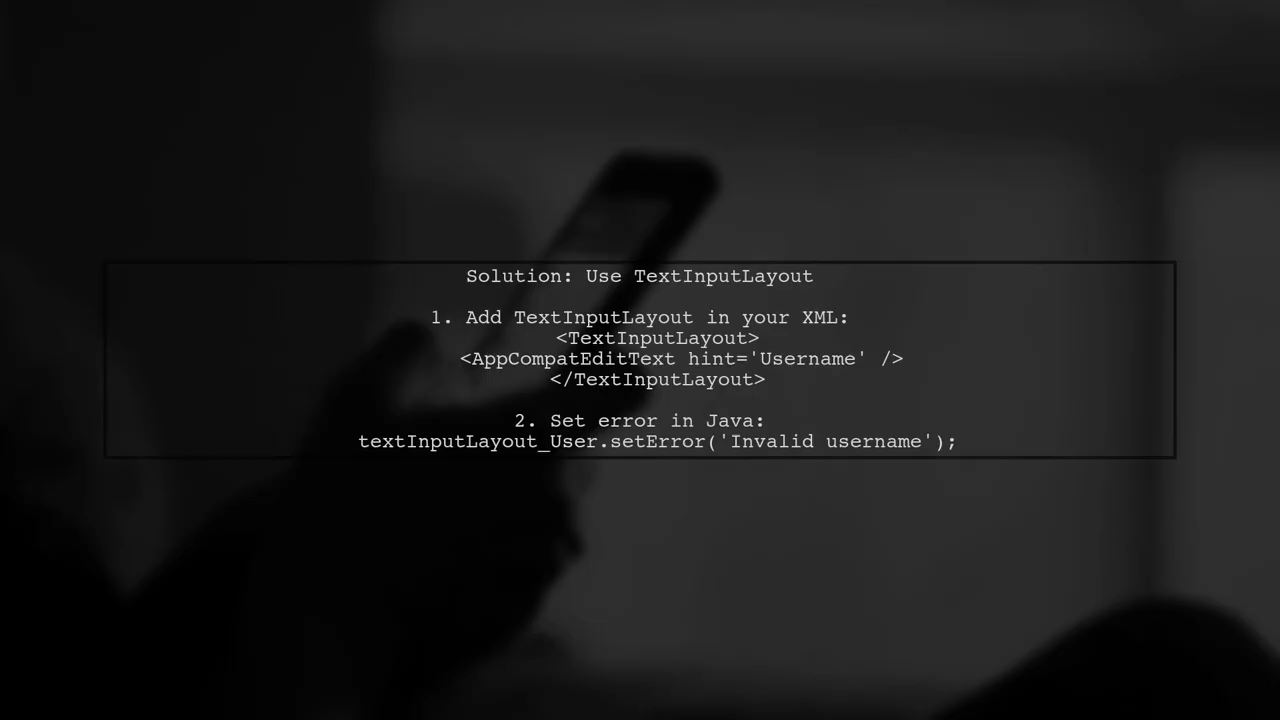 Solution: Use TextInputLayout
1. Add TextInputLayout in your XML:
<TextInputLayout>
<AppCompatEditText hint='Username' />
</TextInputLayout>
2. Set error in Java:
textInputLayout_User.setError('Invalid username');